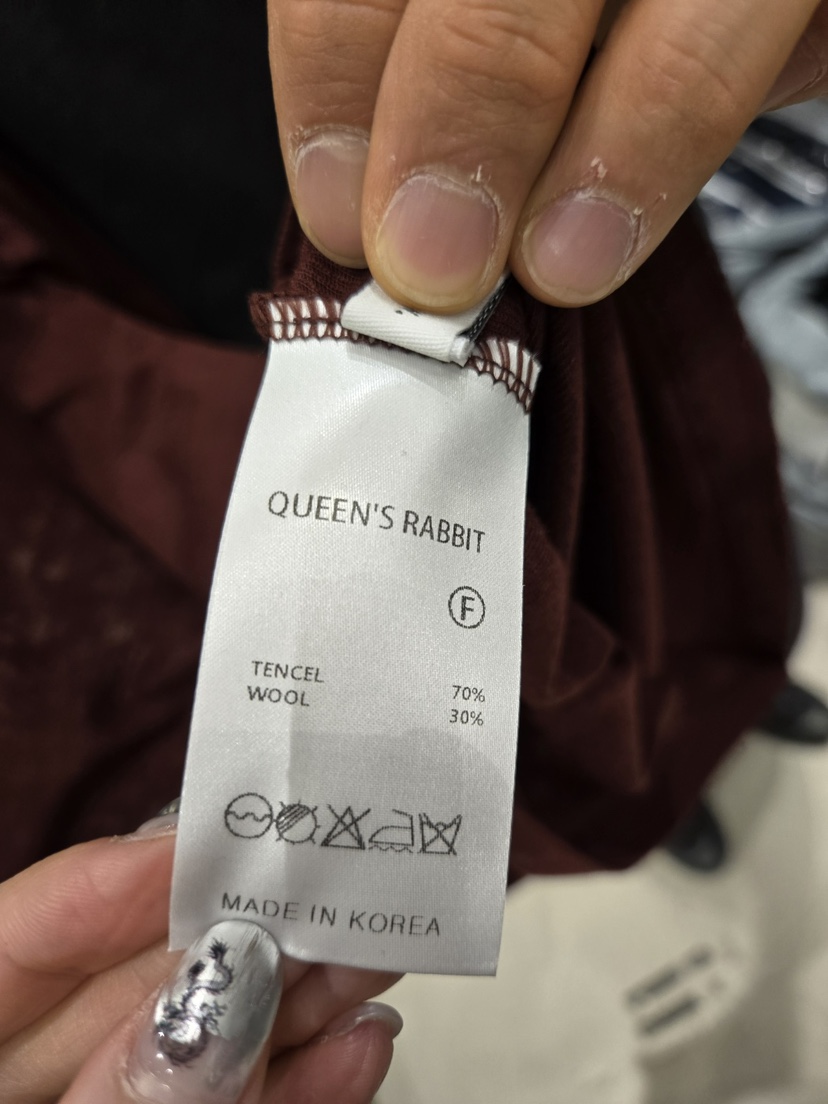 QUEEN'S RABBIT
F
TENCEL 70%
WOOL 30%
MADE IN KOREA